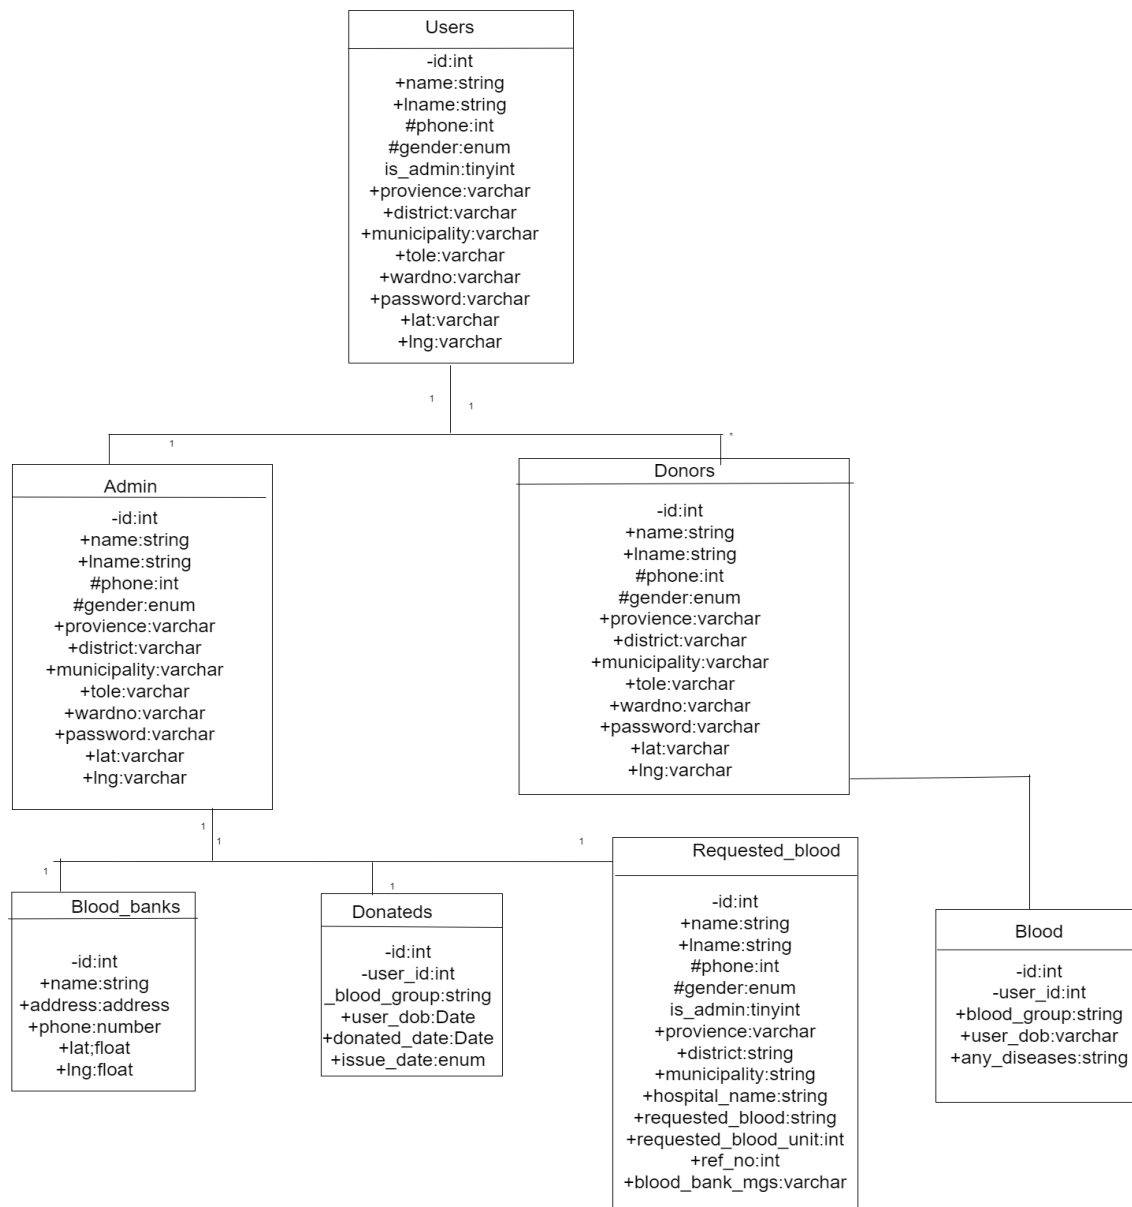 Users
-id:int
+name:string
+lname:string
#phone:int
#gender:enum
is_admin:tinyint
+provience:varchar
+district:varchar
+municipality:varchar
+tole:varchar
+wardno:varchar
+password:varchar
+lat:varchar
+lng:varchar
1
1
1
*
Admin
-id:int
+name:string
+lname:string
#phone:int
#gender:enum
+provience:varchar
+district:varchar
+municipality:varchar
+tole:varchar
+wardno:varchar
+password:varchar
+lat:varchar
+lng:varchar
Donors
-id:int
+name:string
+lname:string
#phone:int
#gender:enum
+provience:varchar
+district:varchar
+municipality:varchar
+tole:varchar
+wardno:varchar
+password:varchar
+lat:varchar
+lng:varchar
1
1
1
1
1
Blood_banks
-id:int
+name:string
+address:address
+phone:number
+lat;float
+lng:float
Donateds
-id:int
-user_id:int
_blood_group:string
+user_dob:Date
+donated_date:Date
+issue_date:enum
Requested_blood
-id:int
+name:string
+lname:string
#phone:int
#gender:enum
is_admin:tinyint
+provience:varchar
+district:string
+municipality:string
+hospital_name:string
+requested_blood:string
+requested_blood_unit:int
+ref_no:int
+blood_bank_mgs:varchar
Blood
-id:int
-user_id:int
+blood_group:string
+user_dob:varchar
+any_diseases:string